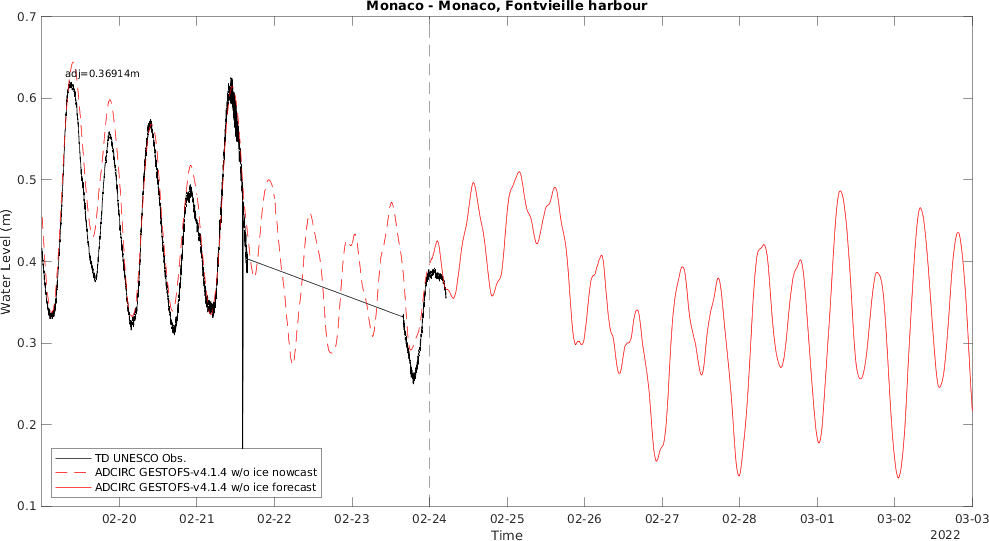 Monaco - Monaco, Fontvieille harbour
0.7
adj=0.36914m
0.6
0.5
0.4
0.3
0.2
0.1
Water Level (m)
TD UNESCO Obs.
ADCIRC GESTOFS-v4.1.4 w/o ice nowcast
ADCIRC GESTOFS-v4.1.4 w/o ice forecast
02-20 02-21 02-22 02-23 02-24 02-25 02-26 02-27 02-28 03-01 03-02 03-03
Time
2022